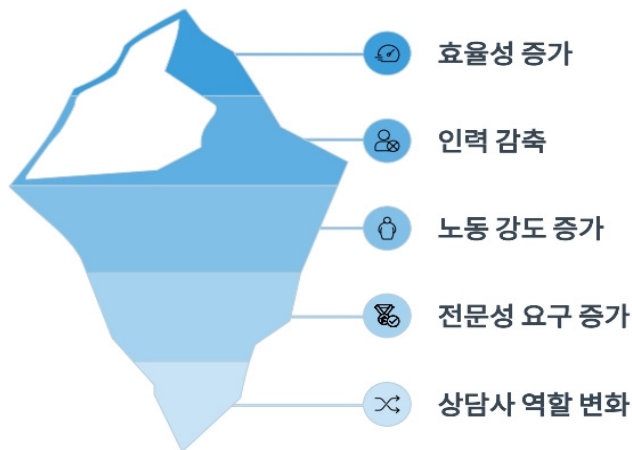 효율성 증가
인력 감축
노동 강도 증가
전문성 요구 증가
상담사 역할 변화